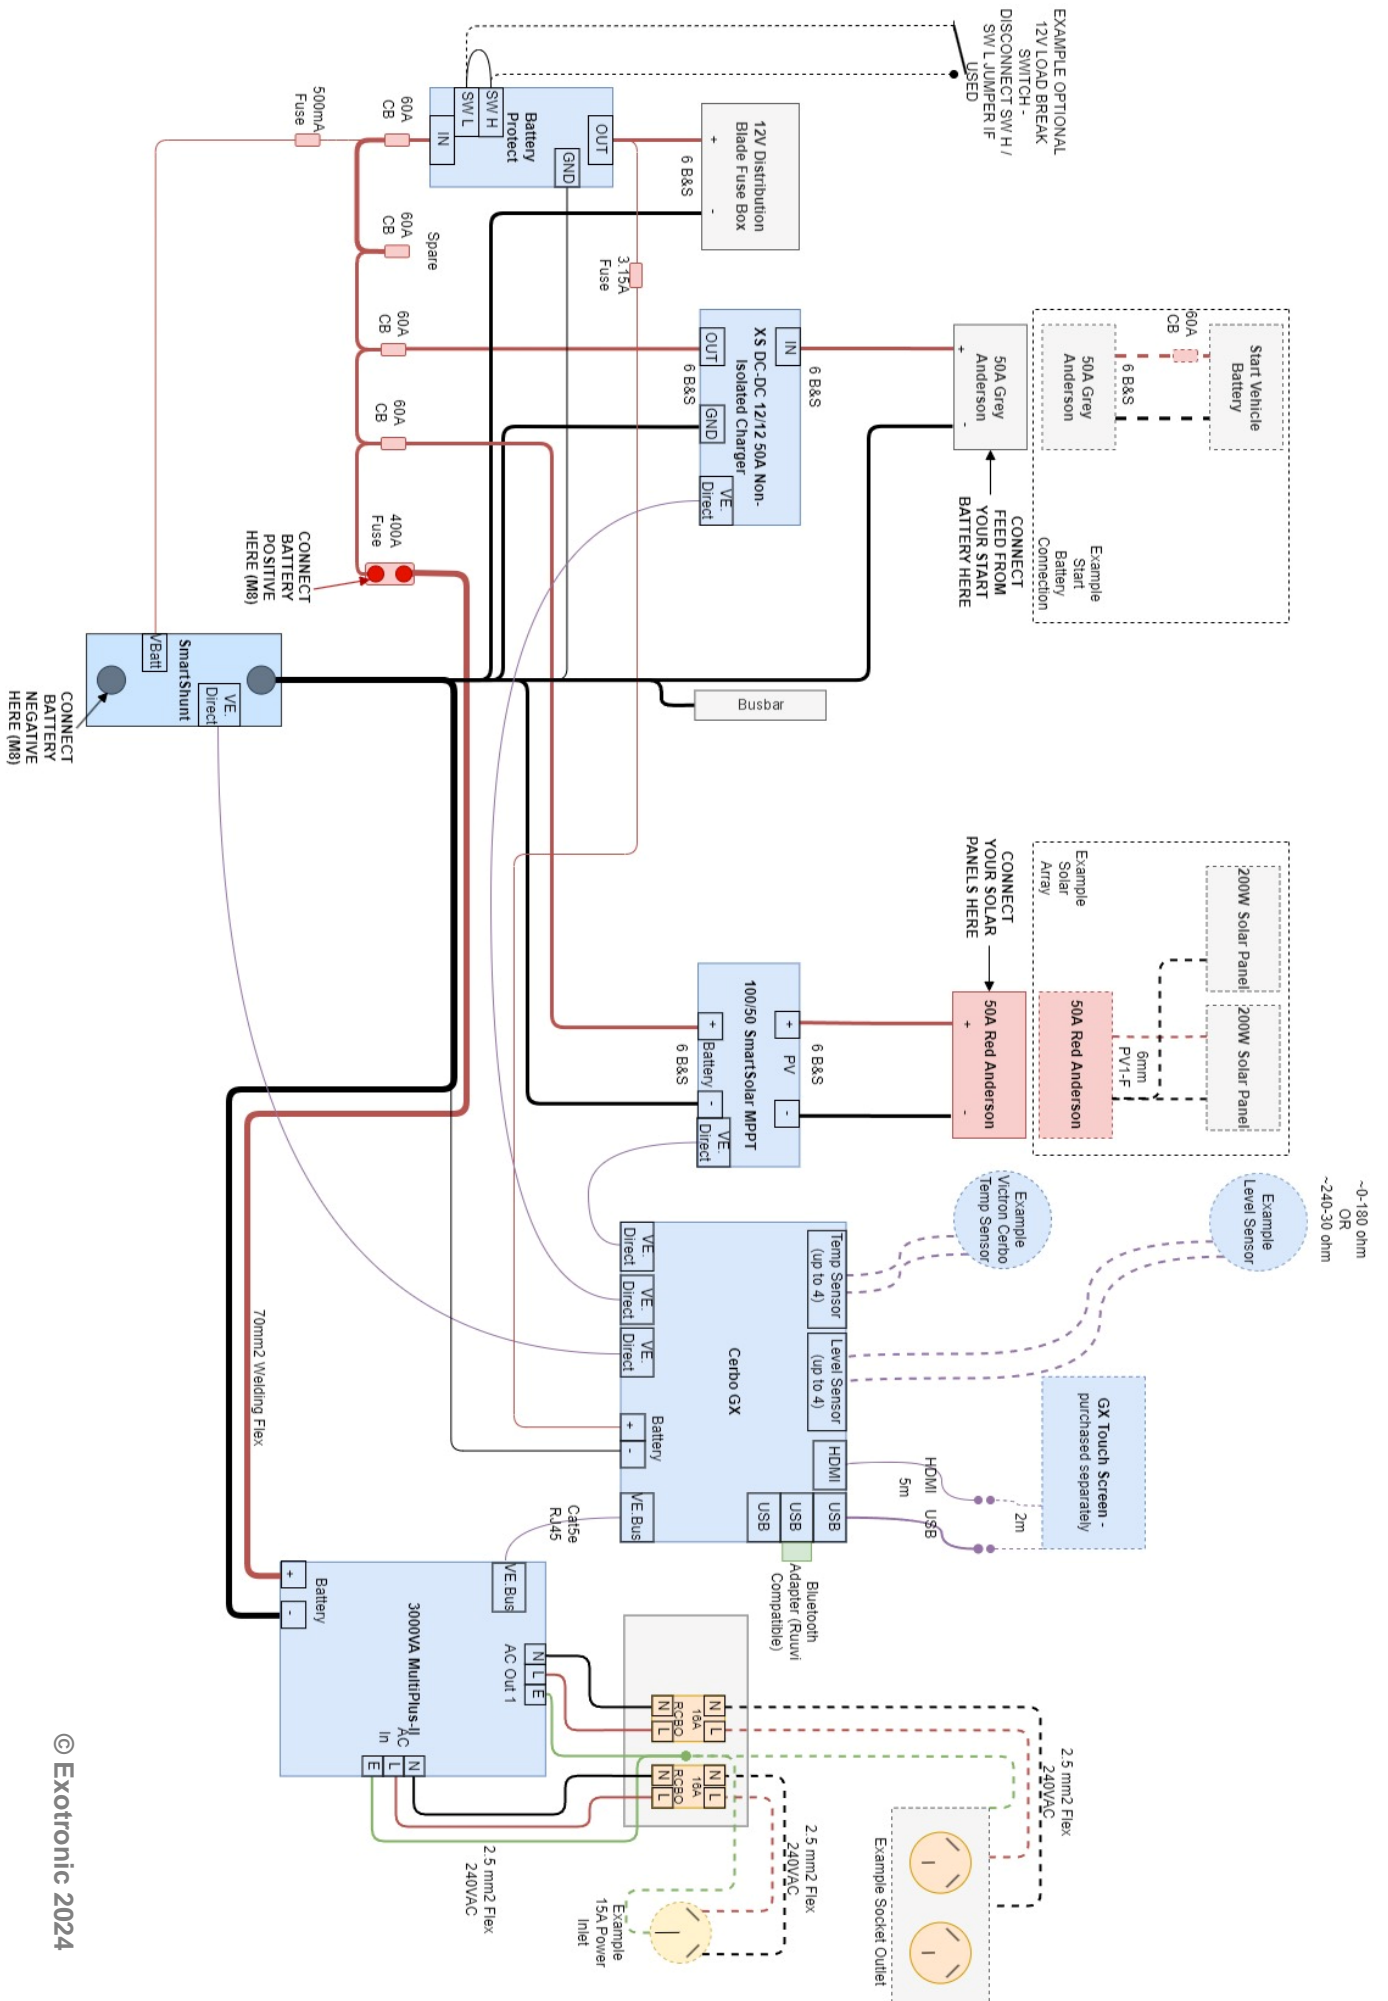 EXAMPLE OPTIONAL
12V LOAD BREAK
SWITCH -
DISCONNECT SW H /
SW L JUMPER IF
USED
12V Distribution
Blade Fuse Box
+
-
6 B&S
OUT
GND
Battery
Protect
SW H
SW L
IN
60A
CB
500mA
Fuse
Spare
60A
CB
3.15A
Fuse
60A
CB
60A
CB
400A
Fuse
CONNECT
BATTERY
POSITIVE
HERE (M8)
Start Vehicle
Battery
60A
CB
6 B&S
50A Grey
Anderson
Example
Start
Battery
Connection
50A Grey
Anderson
+
-
CONNECT
FEED FROM
YOUR START
BATTERY HERE
6 B&S
IN
XS DC-DC 12/12 50A Non-
Isolated Charger
OUT
GND
VE.
Direct
6 B&S
VBatt
SmartShunt
VE.
Direct
CONNECT
BATTERY
NEGATIVE
HERE (M8)
Busbar
200W Solar Panel
200W Solar Panel
Example
Solar
Array
6mm
PV1-F
50A Red Anderson
CONNECT
YOUR SOLAR
PANELS HERE
50A Red Anderson
+
-
6 B&S
+
PV
-
100/50 SmartSolar MPPT
+
Battery
-
VE.
Direct
6 B&S
~0-180 ohm
OR
~240-30 ohm
Example
Level Sensor
Example
Victron Cerbo
Temp Sensor
Temp Sensor
(up to 4)
Level Sensor
(up to 4)
HDMI
USB
USB
USB
Cerbo GX
VE.
Direct
VE.
Direct
VE.
Direct
Battery
+
-
VE.Bus
GX Touch Screen -
purchased separately
2m
HDMI
USB
5m
Bluetooth
Adapter (Ruuvi
Compatible)
Cat5e
RJ45
70mm2 Welding Flex
VE.Bus
3000VA MultiPlus-II
Battery
+
-
N
L
E
AC Out 1
AC
In
N
L
E
N
L
16A
RCBO
N
L
N
L
16A
RCBO
N
L
2.5 mm2 Flex
240VAC
2.5 mm2 Flex
240VAC
2.5 mm2 Flex
240VAC
Example Socket Outlet
Example
15A Power
Inlet
© Exotronic 2024